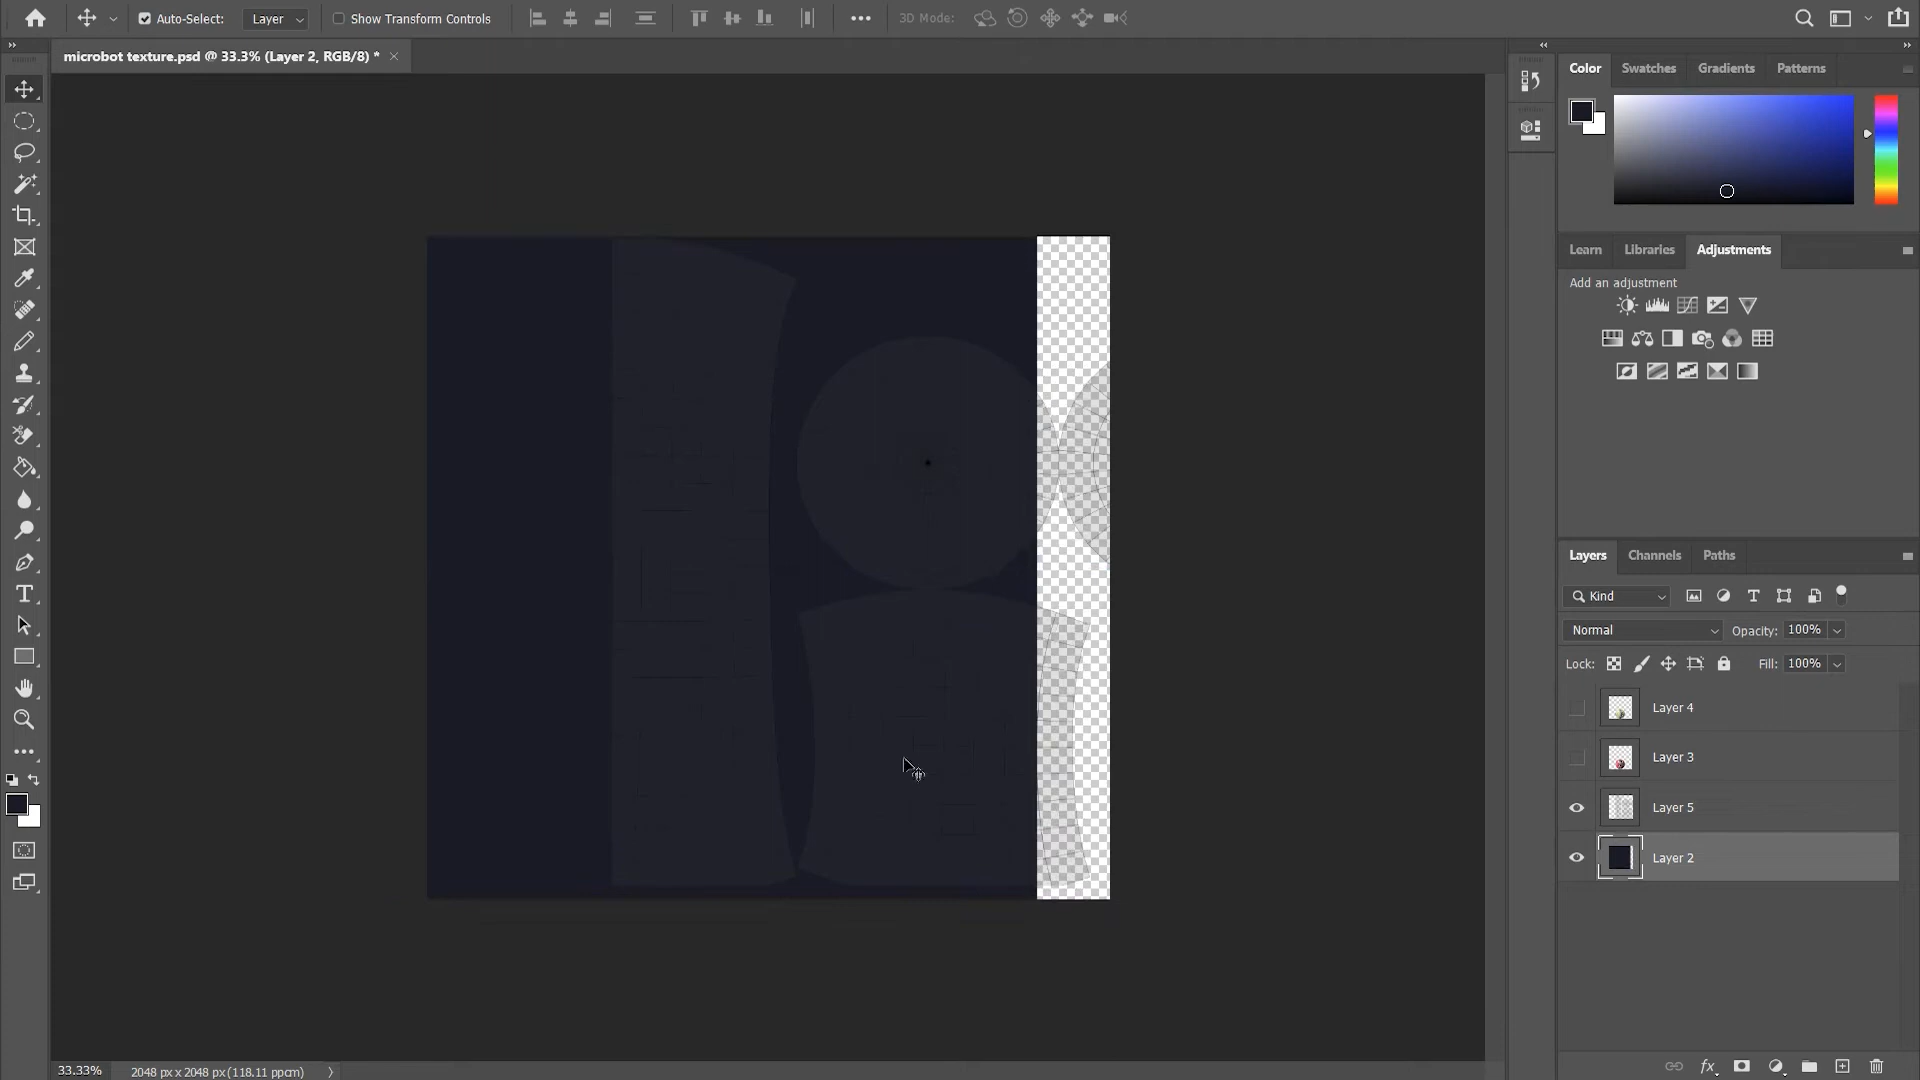 Auto-Select: Layer Show Transform Controls 3D Mode:
microbot texture.psd @ 33.3% (Layer 2, RGB/8) *
Color Swatches Gradients Patterns
Learn Libraries Adjustments
Add an adjustment
Layers Channels Paths
Kind
Normal Opacity: 100%
Lock: Fill: 100%
Layer 4
Layer 3
Layer 5
Layer 2
33.33% 2048 px x 2048 px (118.11 ppcm)